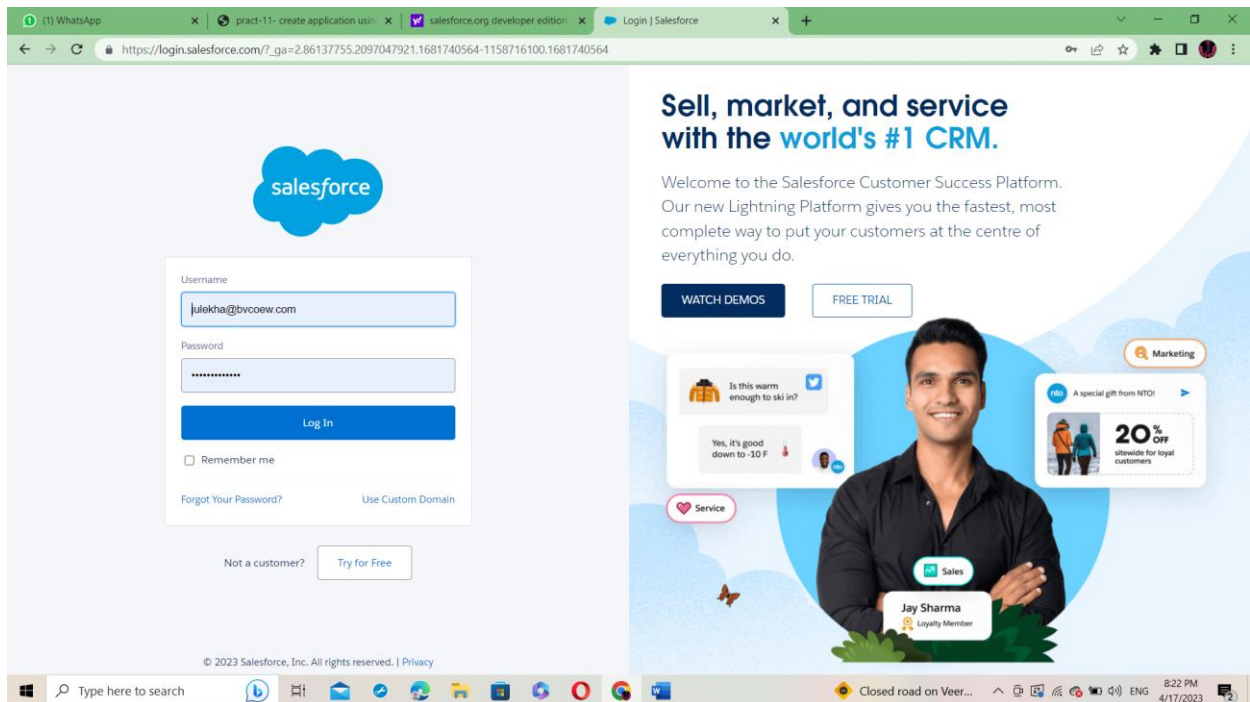 (1) WhatsApp
pract-11- create application usin
salesforce.org developer edition
Login | Salesforce
https://login.salesforce.com/?_ga=2.86137755.2097047921.1681740564-1158716100.1681740564
salesforce
Username
julekha@bvcoew.com
Password
•••••••••••••
Log In
Remember me
Forgot Your Password?
Use Custom Domain
Not a customer?
Try for Free
© 2023 Salesforce, Inc. All rights reserved. | Privacy
Sell, market, and service
with the world's #1 CRM.
Welcome to the Salesforce Customer Success Platform.
Our new Lightning Platform gives you the fastest, most
complete way to put your customers at the centre of
everything you do.
WATCH DEMOS
FREE TRIAL
Marketing
Is this warm
enough to ski in?
Yes, it's good
down to -10 F
nto
nto
A special gift from NTO!
20% OFF
sitewide for loyal
customers
Service
Sales
Jay Sharma
Loyalty Member
Type here to search
Closed road on Veer...
ENG
8:22 PM
4/17/2023
2